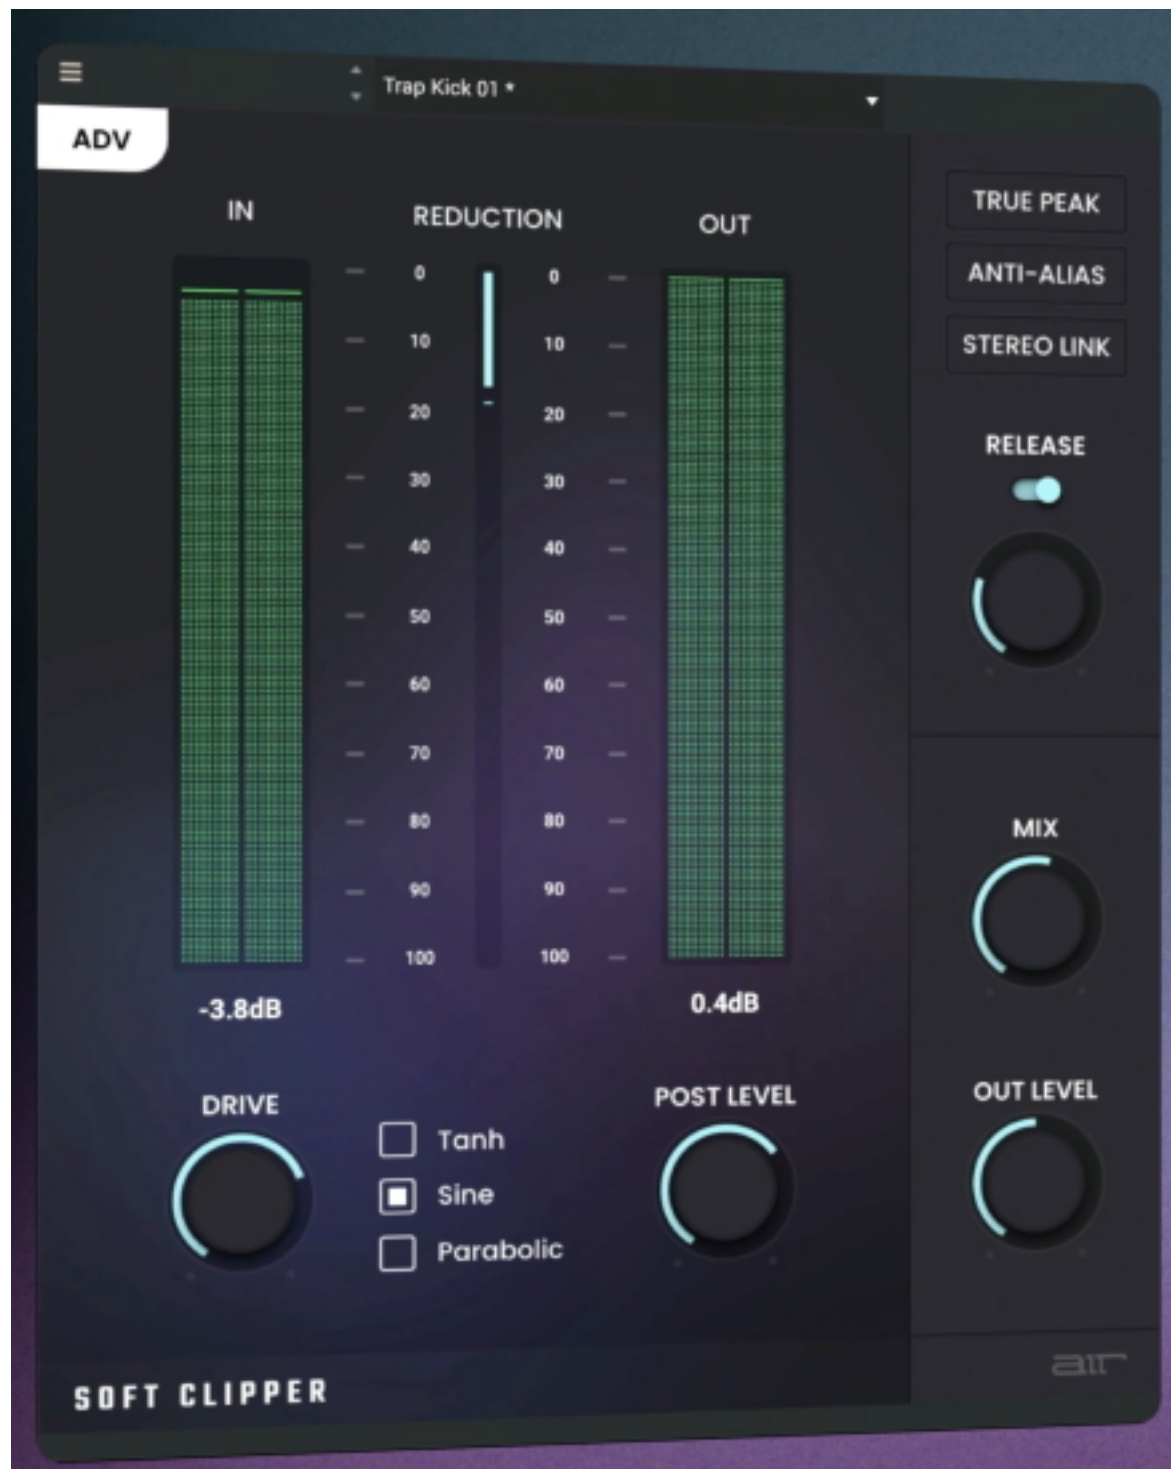 Trap Kick 01 *
ADV
IN
REDUCTION
OUT
0 0
10 10
20 20
30 30
40 40
50 50
60 60
70 70
80 80
90 90
100 100
-3.8dB
0.4dB
DRIVE
Tanh
Sine
Parabolic
POST LEVEL
TRUE PEAK
ANTI-ALIAS
STEREO LINK
RELEASE
MIX
OUT LEVEL
SOFT CLIPPER
air